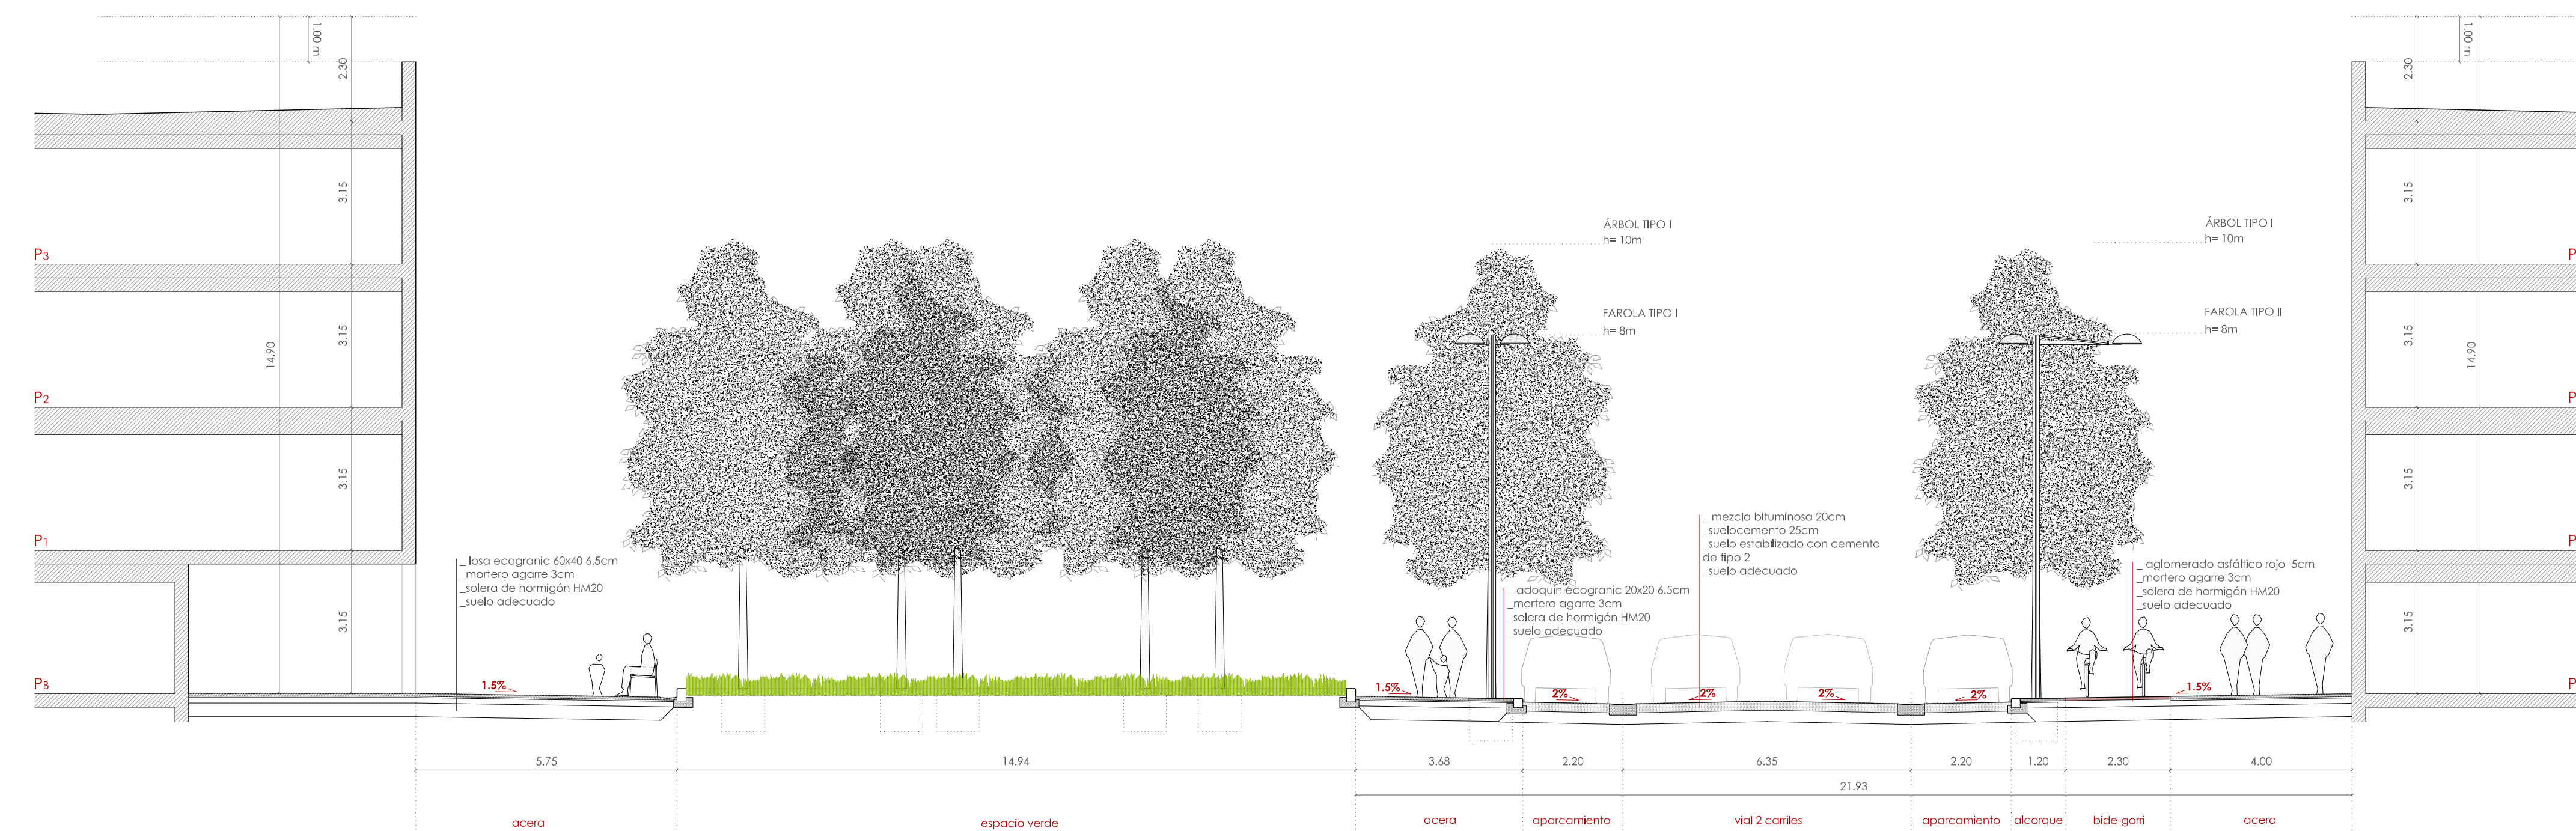 1.00 m
2.30
3.15
3.15
3.15
3.15
14.90
P3
P2
P1
PB
_ losa ecogranic 60x40 6.5cm
_mortero agarre 3cm
_solera de hormigón HM20
_suelo adecuado
1.5%
ÁRBOL TIPO I
h= 10m
FAROLA TIPO I
h= 8m
_ adoquin ecogranic 20x20 6.5cm
_mortero agarre 3cm
_solera de hormigón HM20
_suelo adecuado
_ mezcla bituminosa 20cm
_suelocemento 25cm
_suelo estabilizado con cemento
de tipo 2
_suelo adecuado
1.5%
2%
2%
2%
2%
ÁRBOL TIPO I
h= 10m
FAROLA TIPO II
h= 8m
_ aglomerado asfáltico rojo 5cm
_mortero agarre 3cm
_solera de hormigón HM20
_suelo adecuado
1.5%
1.00 m
2.30
3.15
3.15
3.15
3.15
14.90
P
P
P
P
5.75 14.94 3.68 2.20 6.35 2.20 1.20 2.30 4.00
21.93
acera espacio verde acera aparcamiento vial 2 carriles aparcamiento alcorque bide-gorri acera